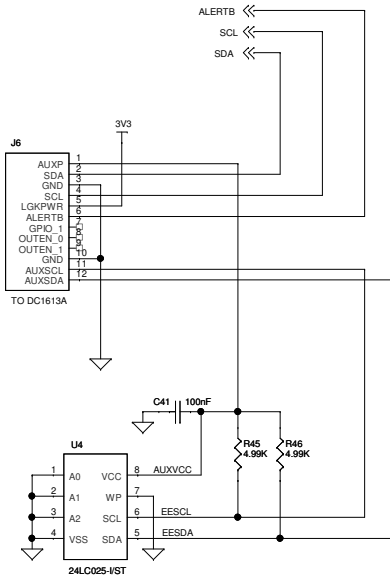 ALERTB
SCL
SDA
3V3
J6
AUXP 1
SDA 2
GND 3
SCL 4
LGKPWR 5
ALERTB 6
GPIO_1 7
OUTEN_0 8
OUTEN_1 9
GND 10
AUXSCL 11
AUXSDA 12
TO DC1613A
C41 100nF
R45 R46
4.99K 4.99K
U4
1 A0 VCC 8 AUXVCC
2 A1 WP 7
3 A2 SCL 6 EESCL
4 VSS SDA 5 EESDA
24LC025-I/ST